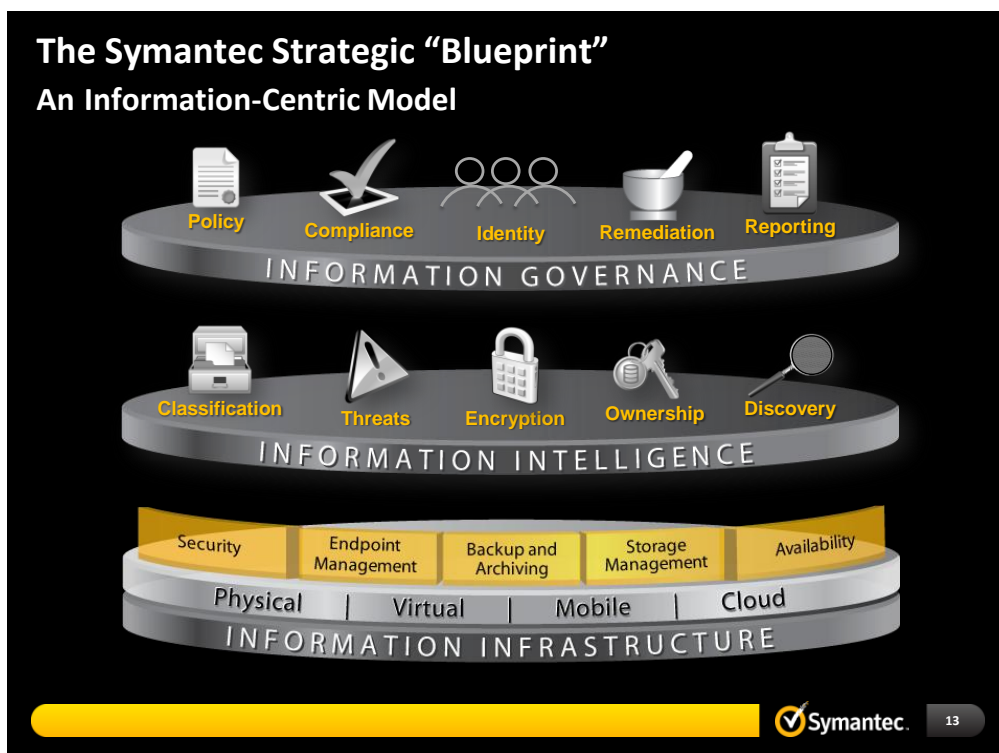 The Symantec Strategic “Blueprint”
An Information-Centric Model
Policy
Compliance
Identity
Remediation
Reporting
INFORMATION GOVERNANCE
Classification
Threats
Encryption
Ownership
Discovery
INFORMATION INTELLIGENCE
Security
Endpoint
Management
Backup and
Archiving
Storage
Management
Availability
Physical | Virtual | Mobile | Cloud
INFORMATION INFRASTRUCTURE
Symantec.
13